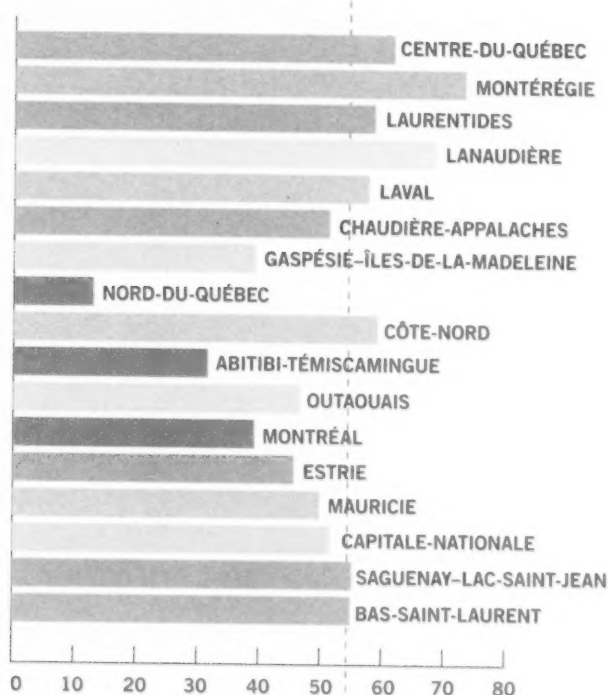 CENTRE-DU-QUÉBEC
MONTÉRÉGIE
LAURENTIDES
LANAUDIÈRE
LAVAL
CHAUDIÈRE-APPALACHES
GASPÉSIE–ÎLES-DE-LA-MADELEINE
NORD-DU-QUÉBEC
CÔTE-NORD
ABITIBI-TÉMISCAMINGUE
OUTAOUAIS
MONTRÉAL
ESTRIE
MAURICIE
CAPITALE-NATIONALE
SAGUENAY–LAC-SAINT-JEAN
BAS-SAINT-LAURENT
0 10 20 30 40 50 60 70 80